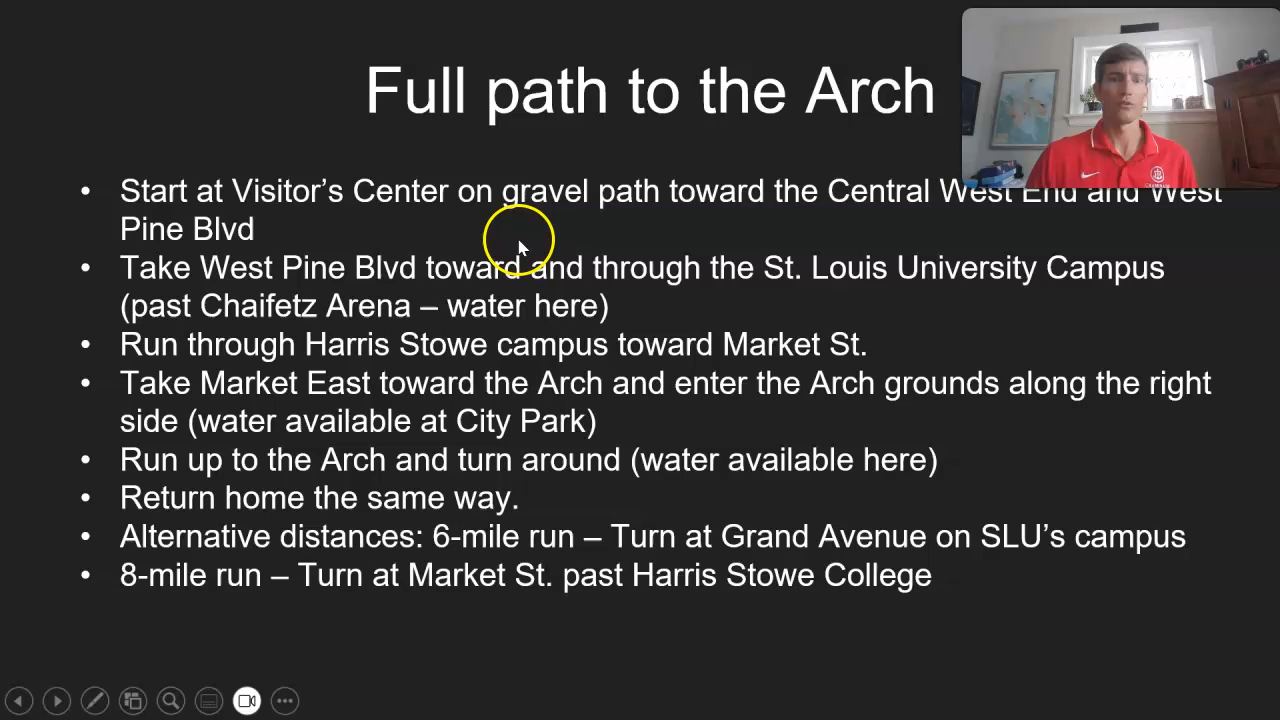 Full path to the Arch
• Start at Visitor’s Center on gravel path toward the Central West End and West
Pine Blvd
• Take West Pine Blvd toward and through the St. Louis University Campus
(past Chaifetz Arena – water here)
• Run through Harris Stowe campus toward Market St.
• Take Market East toward the Arch and enter the Arch grounds along the right
side (water available at City Park)
• Run up to the Arch and turn around (water available here)
• Return home the same way.
• Alternative distances: 6-mile run – Turn at Grand Avenue on SLU’s campus
• 8-mile run – Turn at Market St. past Harris Stowe College